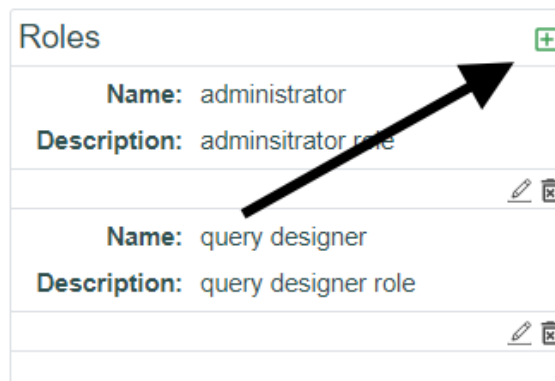 Roles
Name: administrator
Description: adminsitrator role
Name: query designer
Description: query designer role